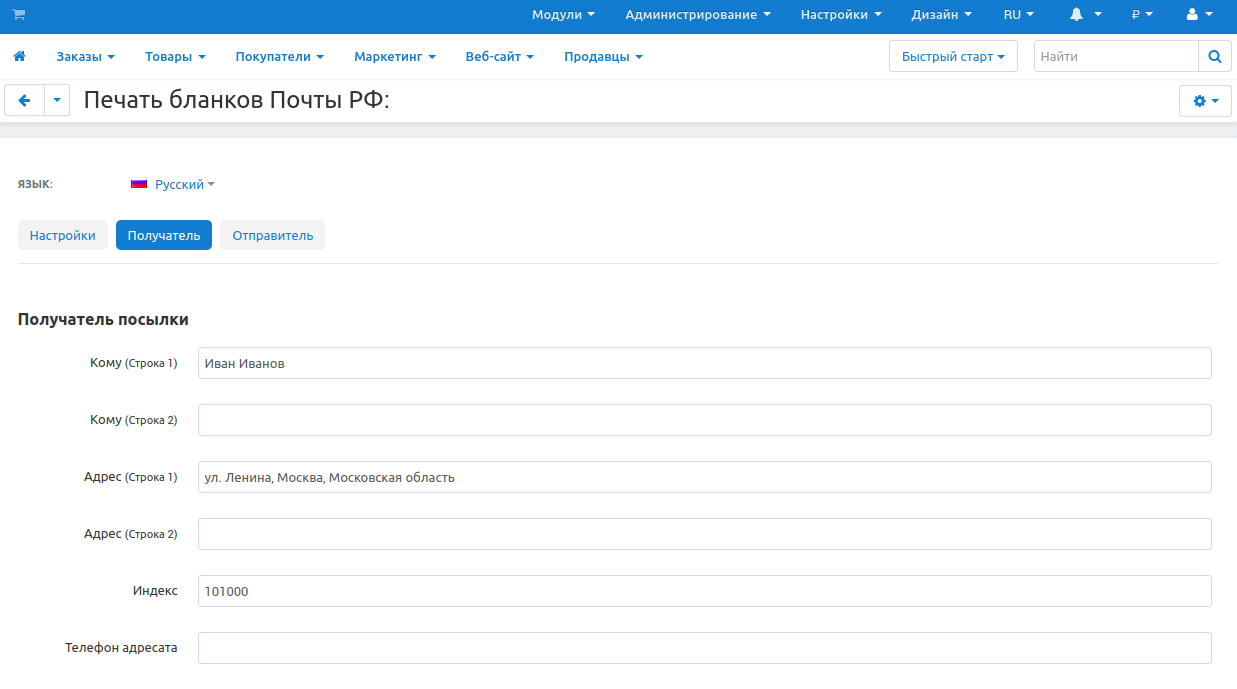 Модули Администрирование Настройки Дизайн RU ₽
Заказы Товары Покупатели Маркетинг Веб-сайт Продавцы Быстрый старт Найти
Печать бланков Почты РФ:
ЯЗЫК: Русский
Настройки Получатель Отправитель
Получатель посылки
Кому (Строка 1) Иван Иванов
Кому (Строка 2)
Адрес (Строка 1) ул. Ленина, Москва, Московская область
Адрес (Строка 2)
Индекс 101000
Телефон адресата